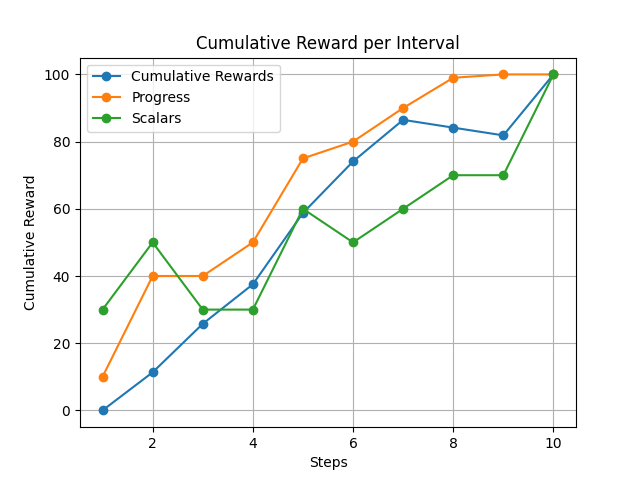 Cumulative Reward per Interval
Cumulative Rewards
Progress
Scalars
Cumulative Reward
100
80
60
40
20
0
2 4 6 8 10
Steps